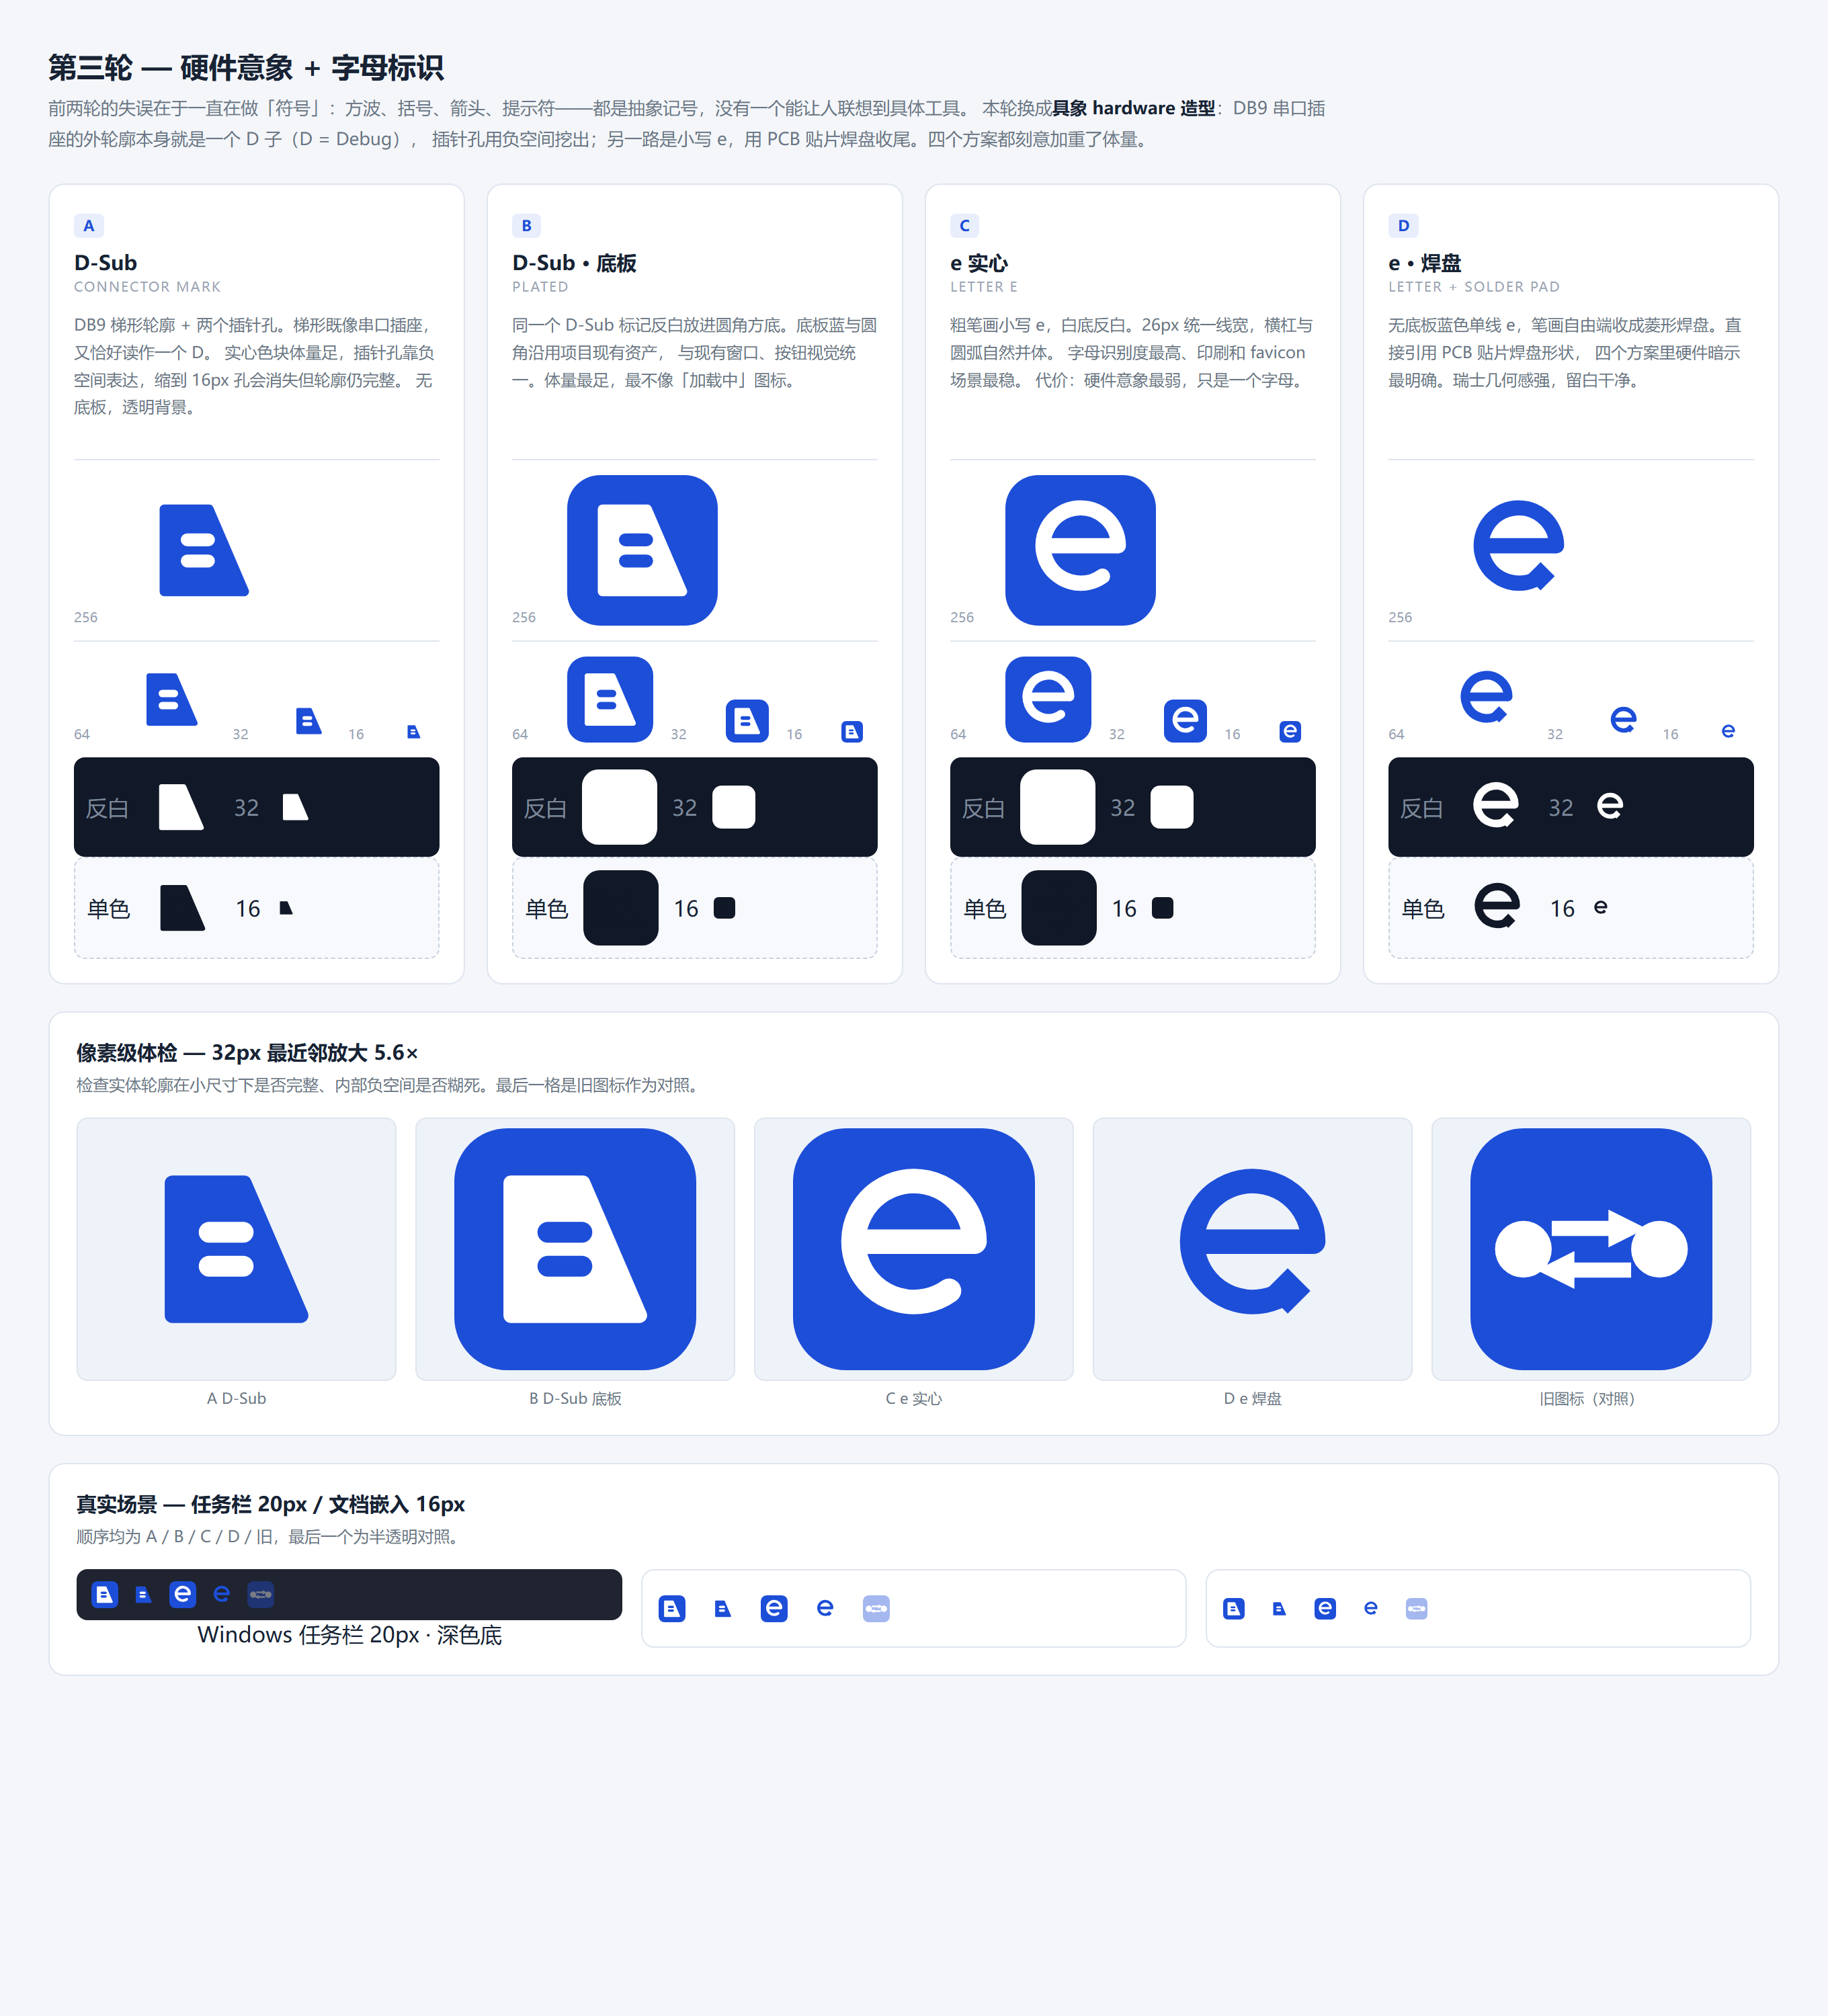 第三轮 — 硬件意象 + 字母标识
前两轮的失误在于一直在做「符号」：方波、括号、箭头、提示符——都是抽象记号，没有一个能让人联想到具体工具。 本轮换成具象 hardware 造型：DB9 串口插
座的外轮廓本身就是一个 D 子（D = Debug）， 插针孔用负空间挖出；另一路是小写 e，用 PCB 贴片焊盘收尾。四个方案都刻意加重了体量。
A
D-Sub
CONNECTOR MARK
DB9 梯形轮廓 + 两个插针孔。梯形既像串口插座，
又恰好读作一个 D。 实心色块体量足，插针孔靠负
空间表达，缩到 16px 孔会消失但轮廓仍完整。 无
底板，透明背景。
256
64
32
16
反白
32
单色
16
B
D-Sub · 底板
PLATED
同一个 D-Sub 标记反白放进圆角方底。底板蓝与圆
角沿用项目现有资产， 与现有窗口、按钮视觉统
一。体量最足，最不像「加载中」图标。
256
64
32
16
反白
32
单色
16
C
e 实心
LETTER E
粗笔画小写 e，白底反白。26px 统一线宽，横杠与
圆弧自然并体。 字母识别度最高、印刷和 favicon
场景最稳。 代价：硬件意象最弱，只是一个字母。
256
64
32
16
反白
32
单色
16
D
e · 焊盘
LETTER + SOLDER PAD
无底板蓝色单线 e，笔画自由端收成菱形焊盘。直
接引用 PCB 贴片焊盘形状， 四个方案里硬件暗示
最明确。瑞士几何感强，留白干净。
256
64
32
16
反白
32
单色
16
像素级体检 — 32px 最近邻放大 5.6×
检查实体轮廓在小尺寸下是否完整、内部负空间是否糊死。最后一格是旧图标作为对照。
A D-Sub
B D-Sub 底板
C e 实心
D e 焊盘
旧图标（对照）
真实场景 — 任务栏 20px / 文档嵌入 16px
顺序均为 A / B / C / D / 旧，最后一个为半透明对照。
Windows 任务栏 20px · 深色底